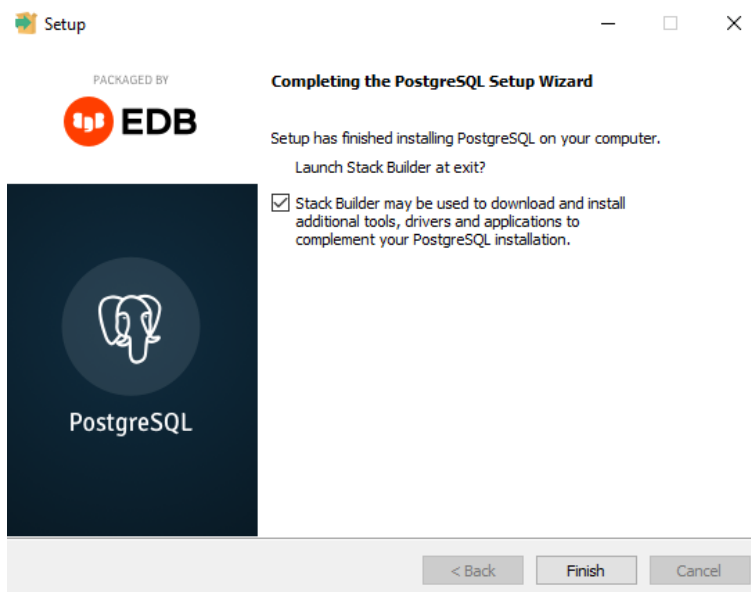 Setup
PACKAGED BY
EDB
PostgreSQL
Completing the PostgreSQL Setup Wizard
Setup has finished installing PostgreSQL on your computer.
Launch Stack Builder at exit?
Stack Builder may be used to download and install
additional tools, drivers and applications to
complement your PostgreSQL installation.
< Back
Finish
Cancel